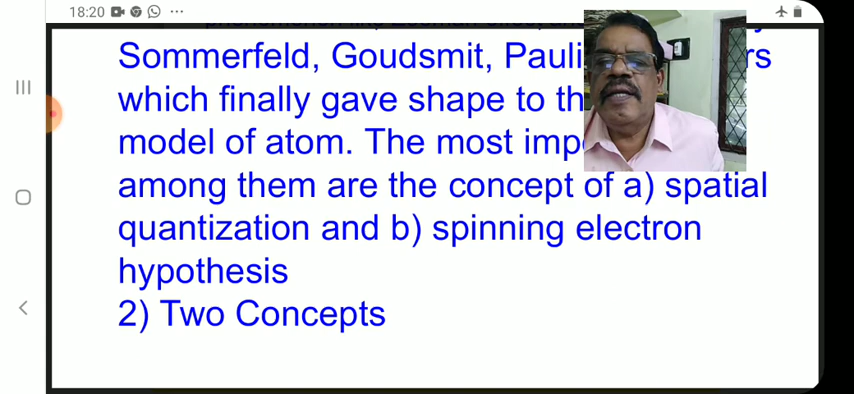 18:20
Sommerfeld, Goudsmit, Pauli rs
which finally gave shape to th
model of atom. The most imp
among them are the concept of a) spatial
quantization and b) spinning electron
hypothesis
2) Two Concepts